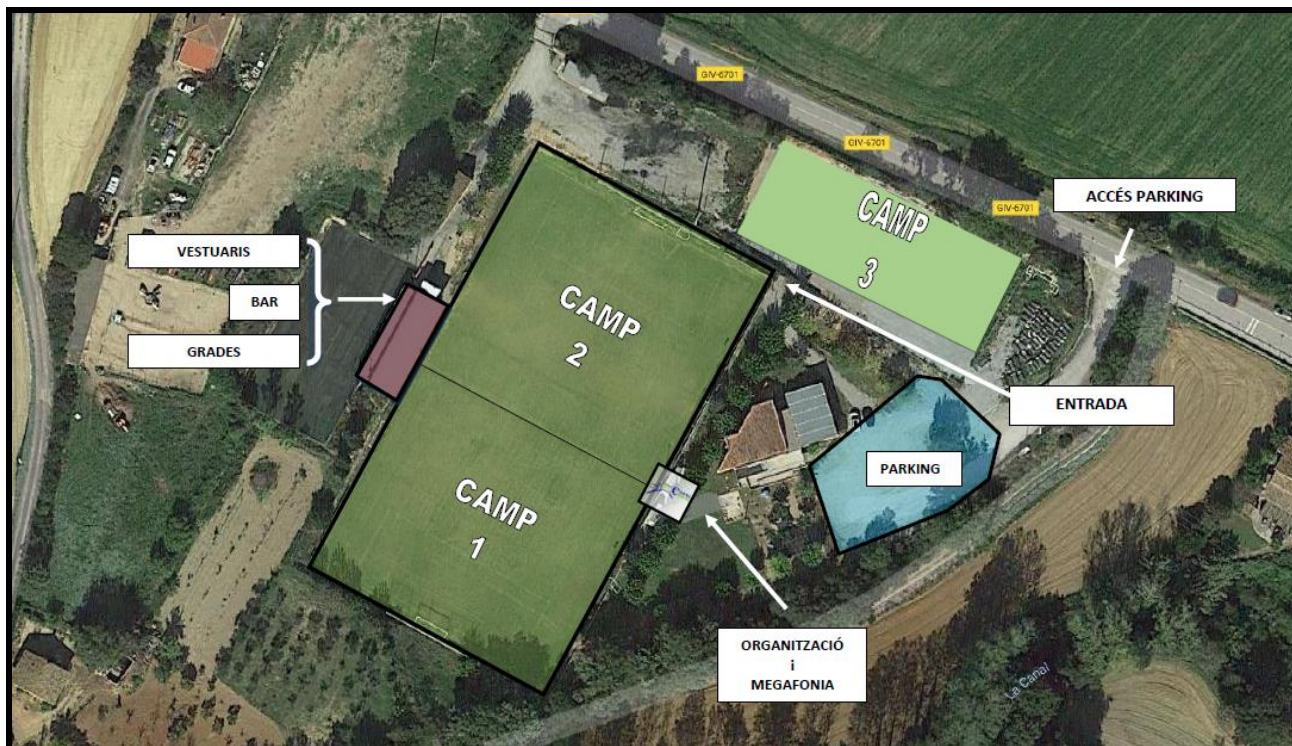 GIV-6701
GIV-6701
GIV-6701
ACCÉS PARKING
CAMP
3
VESTUARIS
BAR
GRADES
CAMP
2
ENTRADA
PARKING
CAMP
1
ORGANITZACIÓ
i
MEGAFONIA
La Canal